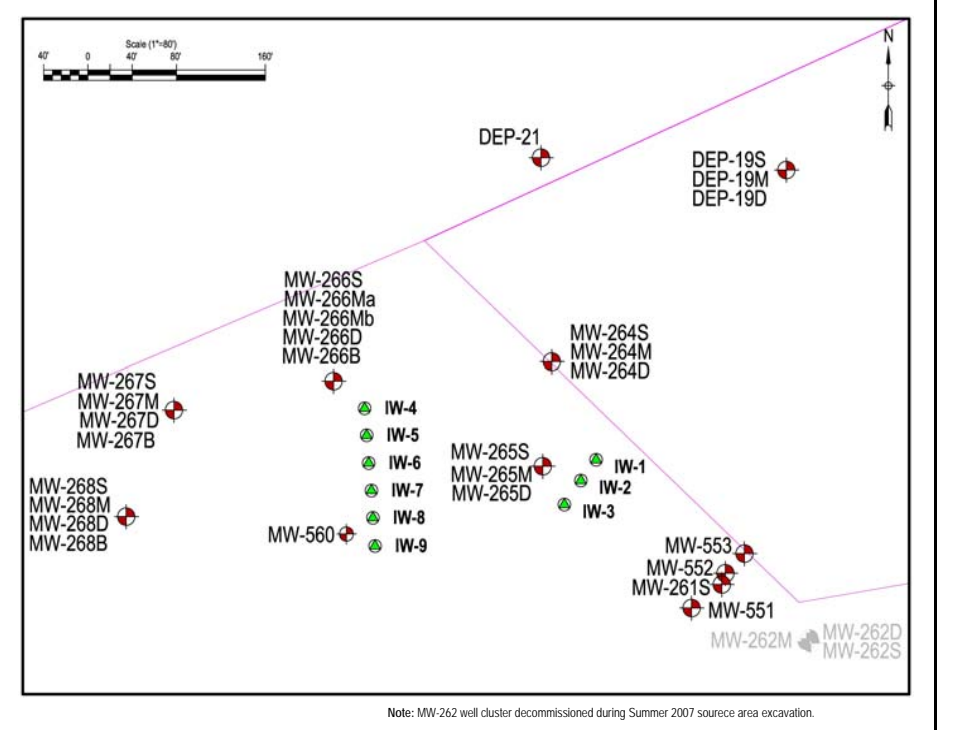 Scale (1"=80')
40' 0 40' 80' 160'
N
DEP-21
DEP-19S
DEP-19M
DEP-19D
MW-266S
MW-266Ma
MW-266Mb
MW-266D
MW-266B
MW-264S
MW-264M
MW-264D
MW-267S
MW-267M
MW-267D
MW-267B
IW-4
IW-5
IW-6
IW-7
IW-8
IW-9
MW-265S
MW-265M
MW-265D
IW-1
IW-2
IW-3
MW-268S
MW-268M
MW-268D
MW-268B
MW-560
MW-553
MW-552
MW-261S
MW-551
MW-262M
MW-262D
MW-262S
Note: MW-262 well cluster decommissioned during Summer 2007 sourece area excavation.